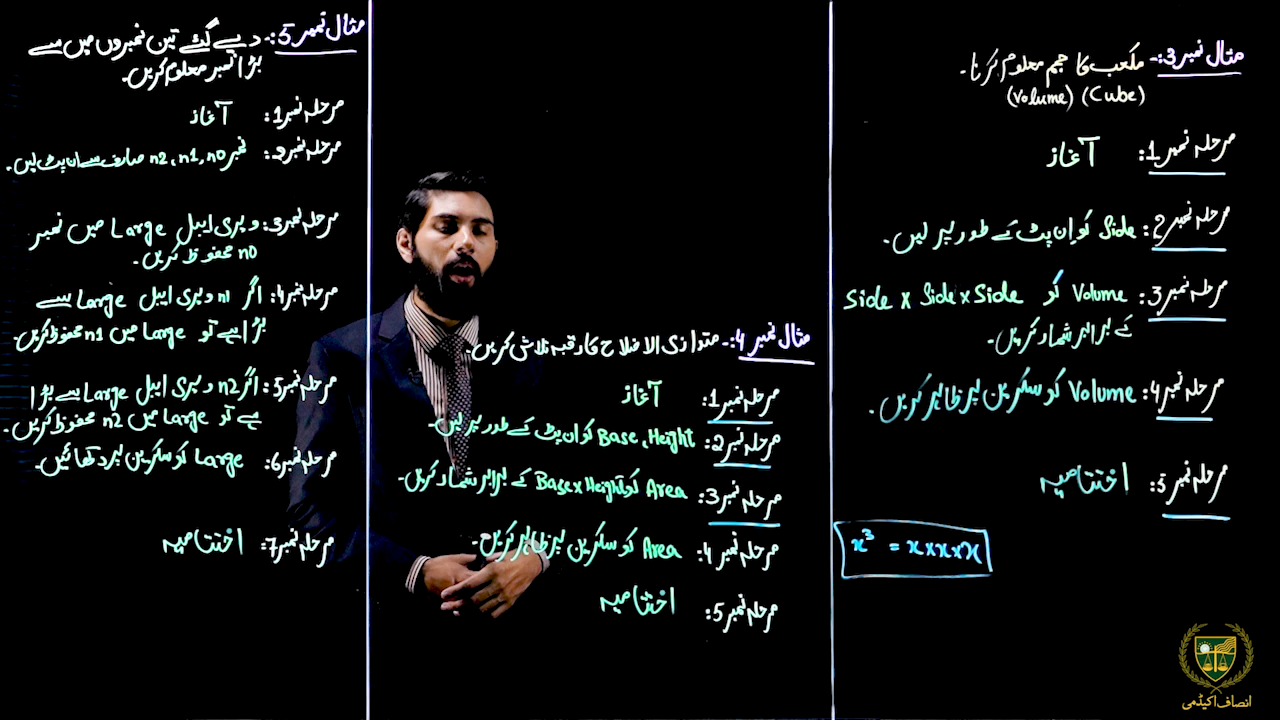 مثال نمبر 3:- مکعب کا حجم معلوم کرنا۔
(Volume) (Cube)
مرحلہ نمبر 1: آغاز
مرحلہ نمبر 2: Side کو اِن پٹ کے طور پر لیں۔
مرحلہ نمبر 3: Volume کو Side x Side x Side
کے برابر شمار کریں۔
مرحلہ نمبر 4: Volume کو سکرین پر ظاہر کریں۔
مرحلہ نمبر 5: اختتامیہ
x³ = x x x x x
مثال نمبر 4:- متوازی الاضلاح کا رقبہ تلاش کریں۔
مرحلہ نمبر 1: آغاز
مرحلہ نمبر 2: Base, Height کو ان پٹ کے طور پر لیں۔
مرحلہ نمبر 3: Area کو Base x Height کے برابر شمار کریں۔
مرحلہ نمبر 4: Area کو سکرین پر ظاہر کریں۔
مرحلہ نمبر 5: اختتامیہ
مثال نمبر 5:- دیے گئے تین نمبروں میں سے
بڑا نمبر معلوم کریں۔
مرحلہ نمبر 1: آغاز
مرحلہ نمبر 2: نمبر n0، n1، n2 صارف سے ان پٹ لیں۔
مرحلہ نمبر 3: ویری ایبل Large میں نمبر
n0 محفوظ کریں۔
مرحلہ نمبر 4: اگر n1 ویری ایبل Large سے
بڑا ہے تو Large میں n1 محفوظ کریں۔
مرحلہ نمبر 5: اگر n2 ویری ایبل Large سے بڑا
ہے تو Large میں n2 محفوظ کریں۔
مرحلہ نمبر 6: Large کو سکرین پر دکھائیں۔
مرحلہ نمبر 7: اختتامیہ
انصاف اکیڈمی